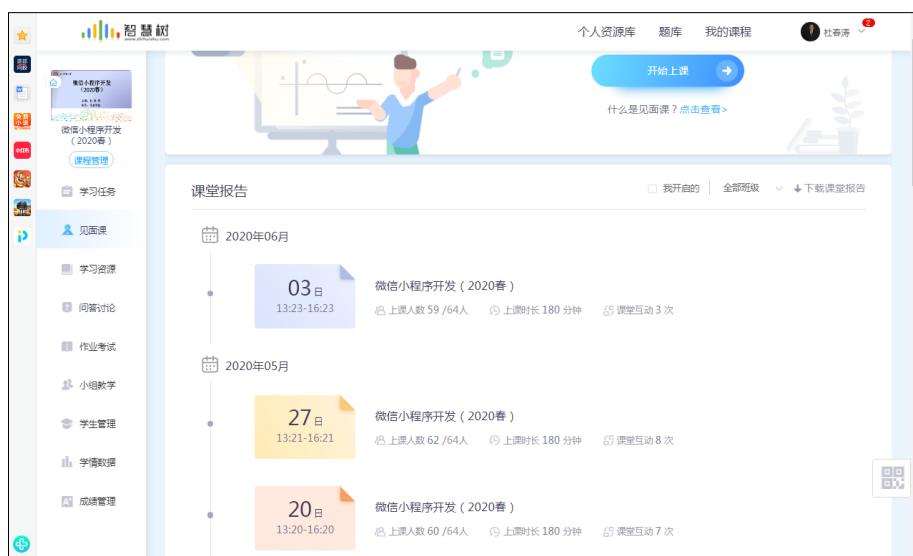 智慧树
www.zhihuishu.com
个人资源库
题库
我的课程
杜春涛
2
微信小程序开发
(2020春)
微信小程序开发
(2020春)
课程管理
学习任务
见面课
学习资源
问答讨论
作业考试
小组教学
学生管理
学情数据
成绩管理
开始上课
什么是见面课？点击查看>
课堂报告
我开启的
全部班级
下载课堂报告
2020年06月
03日
13:23-16:23
微信小程序开发(2020春)
上课人数 59 /64人
上课时长 180 分钟
课堂互动 3 次
2020年05月
27日
13:21-16:21
微信小程序开发(2020春)
上课人数 62 /64人
上课时长 180 分钟
课堂互动 8 次
20日
13:20-16:20
微信小程序开发(2020春)
上课人数 60 /64人
上课时长 180 分钟
课堂互动 7 次